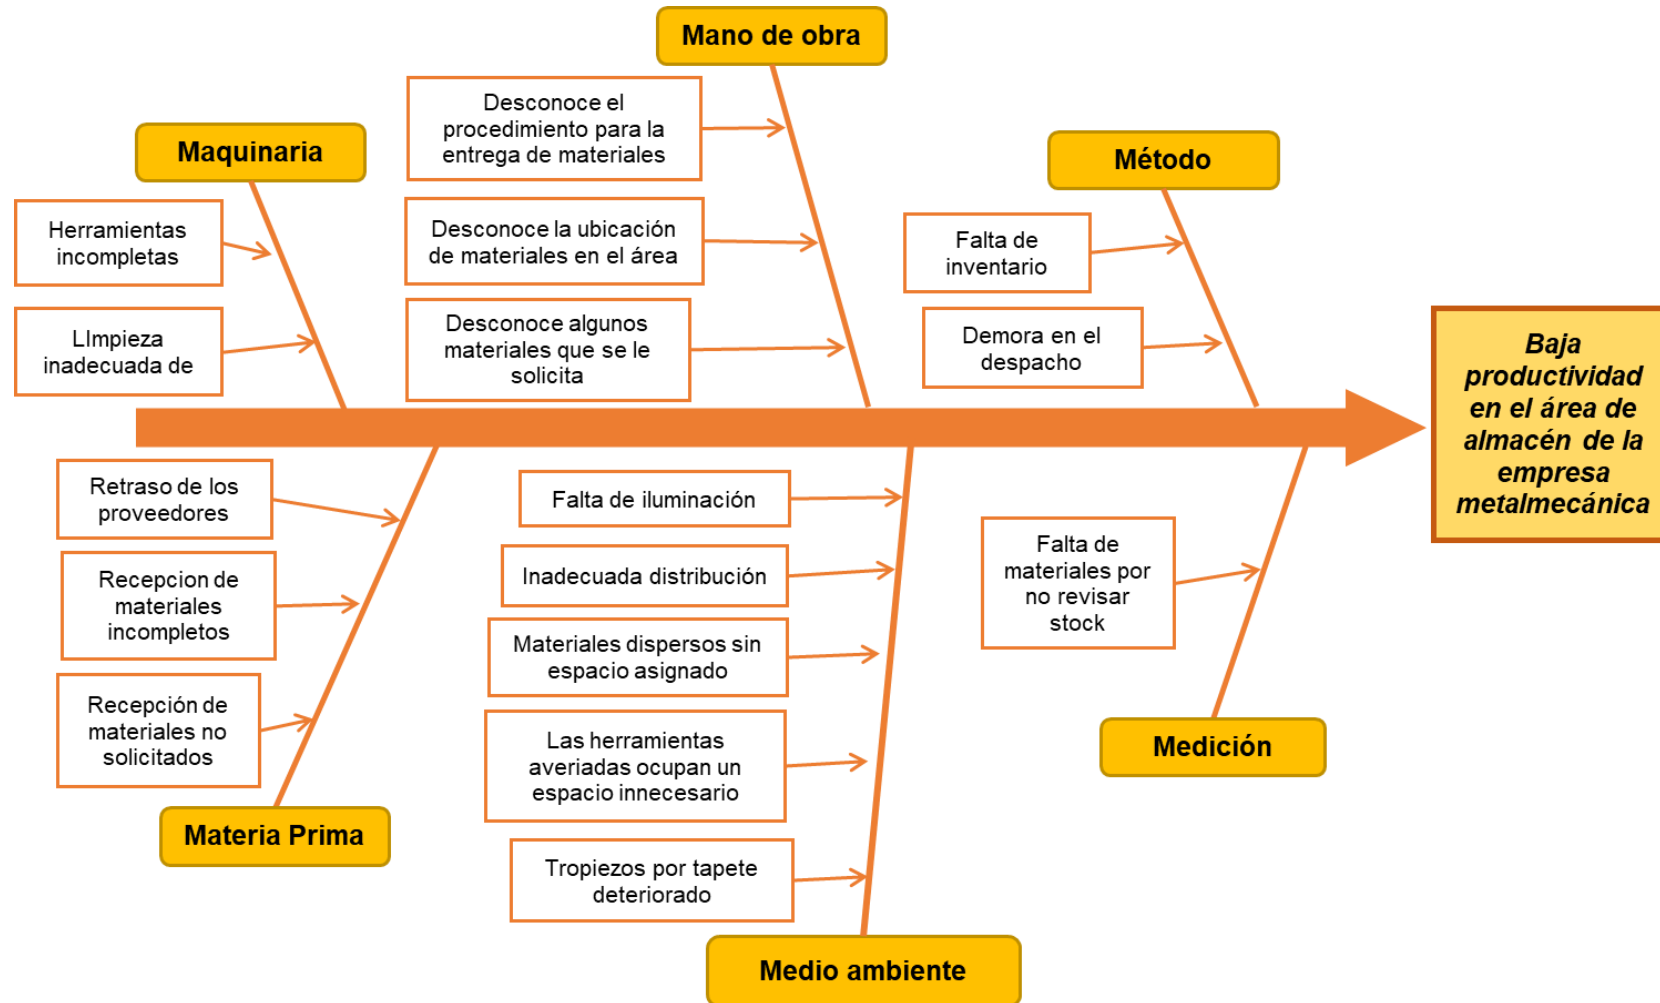 Mano de obra
Maquinaria
Método
Desconoce el
procedimiento para la
entrega de materiales
Herramientas
incompletas
Desconoce la ubicación
de materiales en el área
Falta de
inventario
LImpieza
inadecuada de
Desconoce algunos
materiales que se le
solicita
Demora en el
despacho
Baja
productividad
en el área de
almacén de la
empresa
metalmecánica
Retraso de los
proveedores
Recepcion de
materiales
incompletos
Recepción de
materiales no
solicitados
Materia Prima
Falta de iluminación
Inadecuada distribución
Materiales dispersos sin
espacio asignado
Las herramientas
averiadas ocupan un
espacio innecesario
Tropiezos por tapete
deteriorado
Medio ambiente
Falta de
materiales por
no revisar
stock
Medición